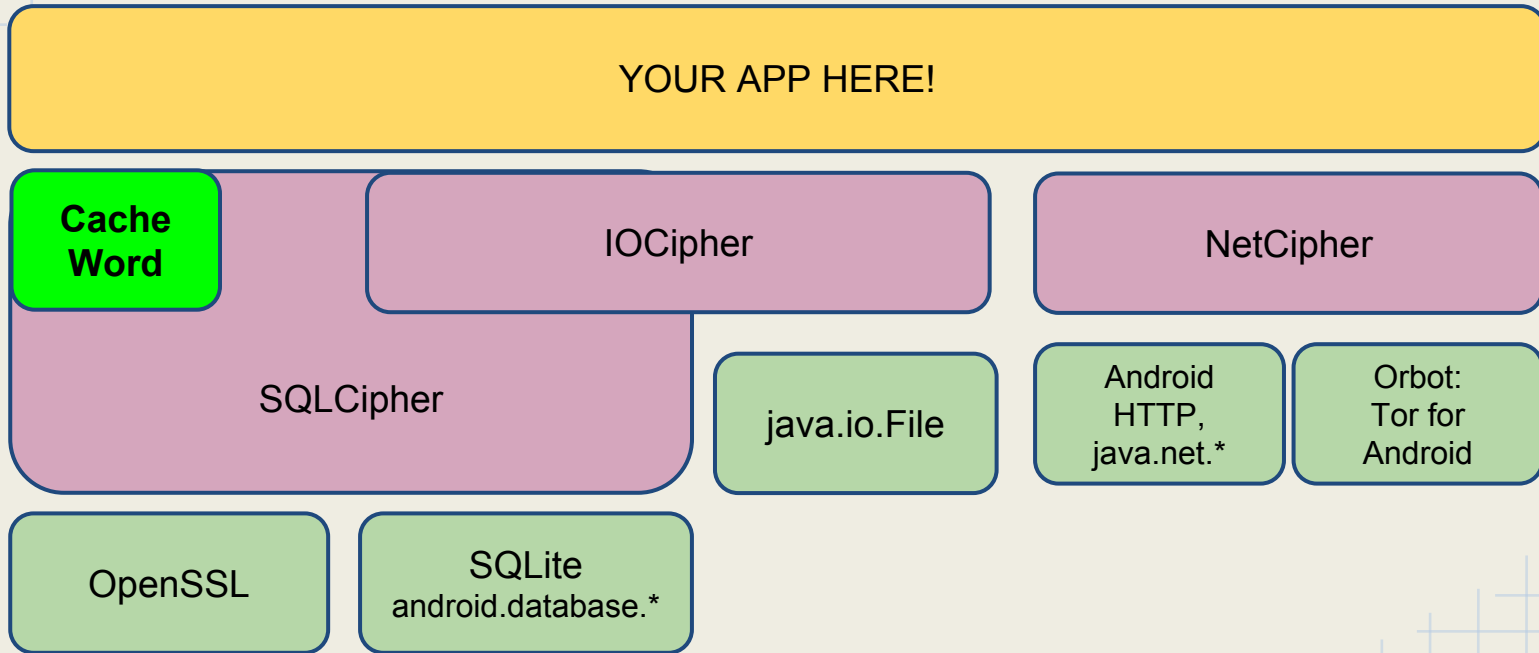 YOUR APP HERE!
Cache
Word
IOCipher
NetCipher
SQLCipher
java.io.File
Android
HTTP,
java.net.*
Orbot:
Tor for
Android
OpenSSL
SQLite
android.database.*